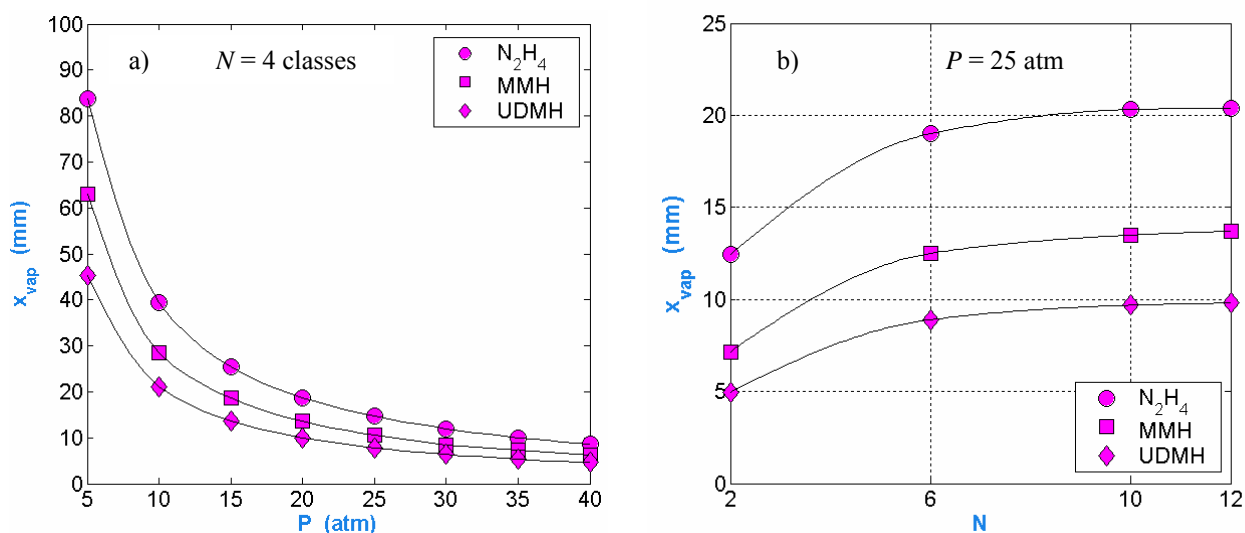 a) N = 4 classes
N₂H₄
MMH
UDMH
100
90
80
70
60
50
40
30
20
10
0
5 10 15 20 25 30 35 40
x_vap (mm)
P (atm)
b) P = 25 atm
N₂H₄
MMH
UDMH
25
20
15
10
5
0
2 6 10 12
x_vap (mm)
N